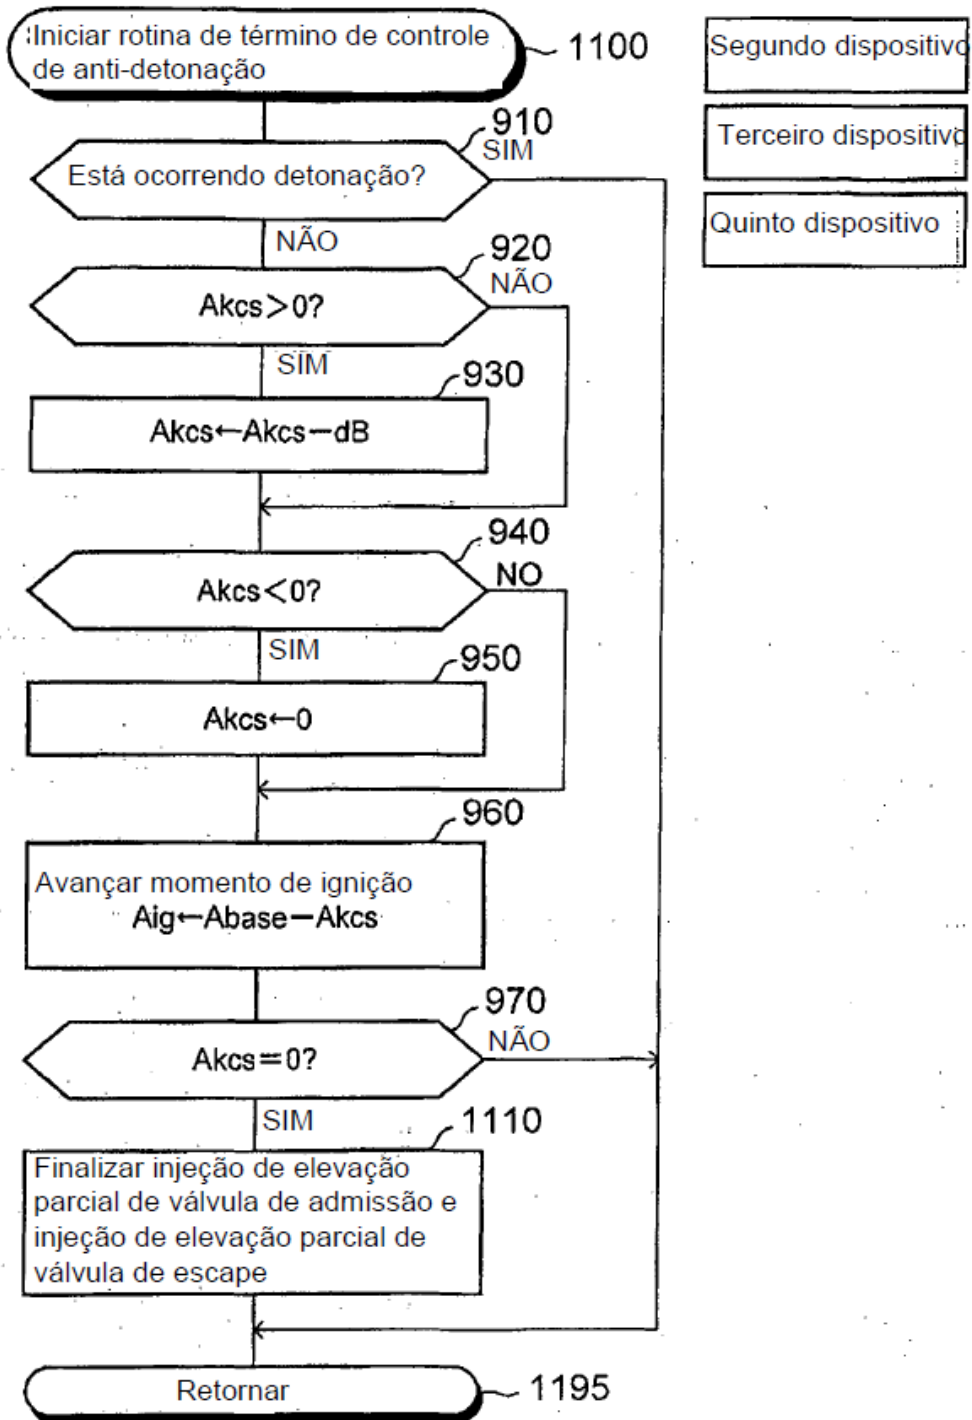 Iniciar rotina de término de controle
de anti-detonação
1100
Segundo dispositivo
Terceiro dispositivo
Quinto dispositivo
910
SIM
Está ocorrendo detonação?
NÃO
920
NÃO
Akcs>0?
SIM
930
Akcs←Akcs−dB
940
NO
Akcs<0?
SIM
950
Akcs←0
960
Avançar momento de ignição
Aig←Abase−Akcs
970
NÃO
Akcs=0?
SIM
1110
Finalizar injeção de elevação
parcial de válvula de admissão e
injeção de elevação parcial de
válvula de escape
Retornar
1195